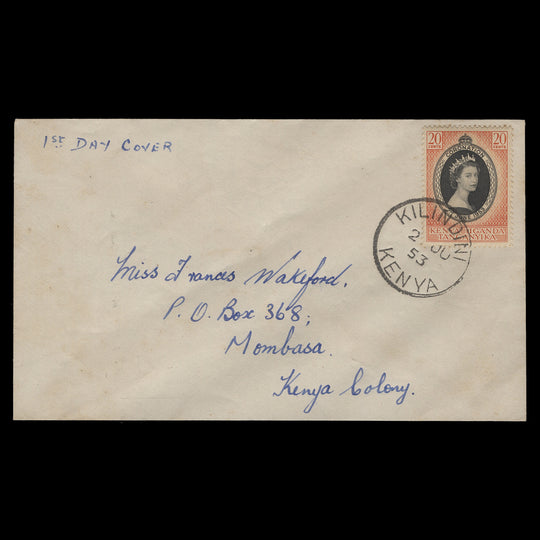 1ST DAY COVER
20 20
CENTS CENTS
CORONATION
KENYA UGANDA
TANGANYIKA
KILINDINI
2 JU
53
KENYA
Miss Frances Wakeford,
P. O. Box 368,
Mombasa.
Kenya Colony.